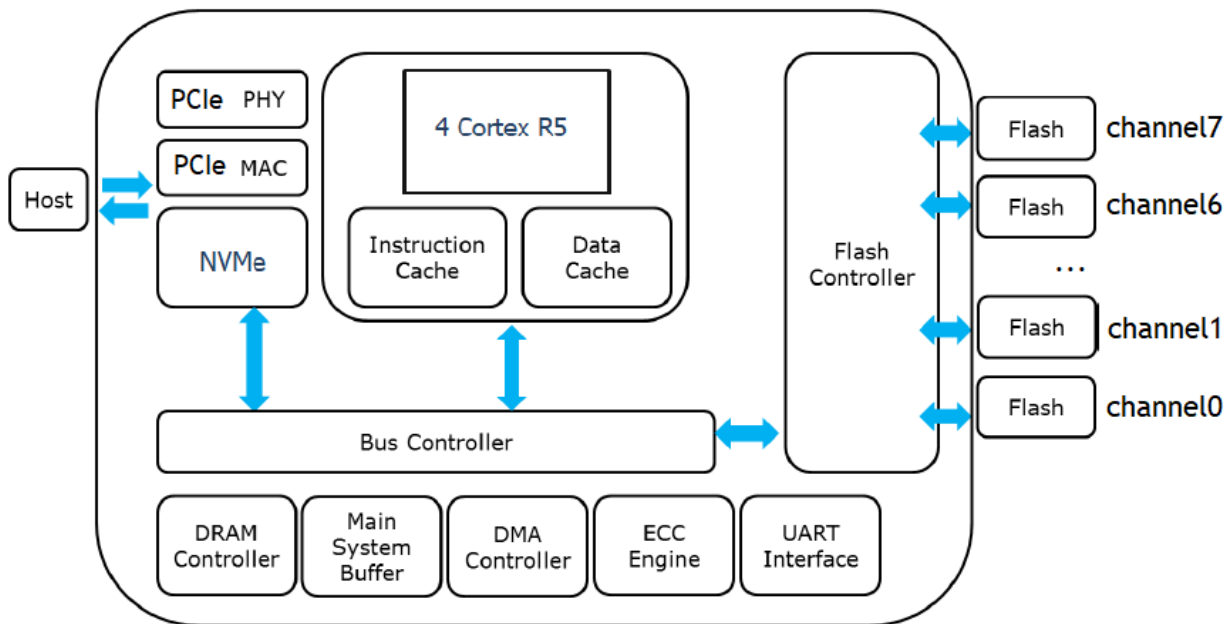 PCIe PHY
PCIe MAC
Host
NVMe
4 Cortex R5
Instruction
Cache
Data
Cache
Flash
Controller
Flash
channel7
Flash
channel6
...
Flash
channel1
Flash
channel0
Bus Controller
DRAM
Controller
Main
System
Buffer
DMA
Controller
ECC
Engine
UART
Interface